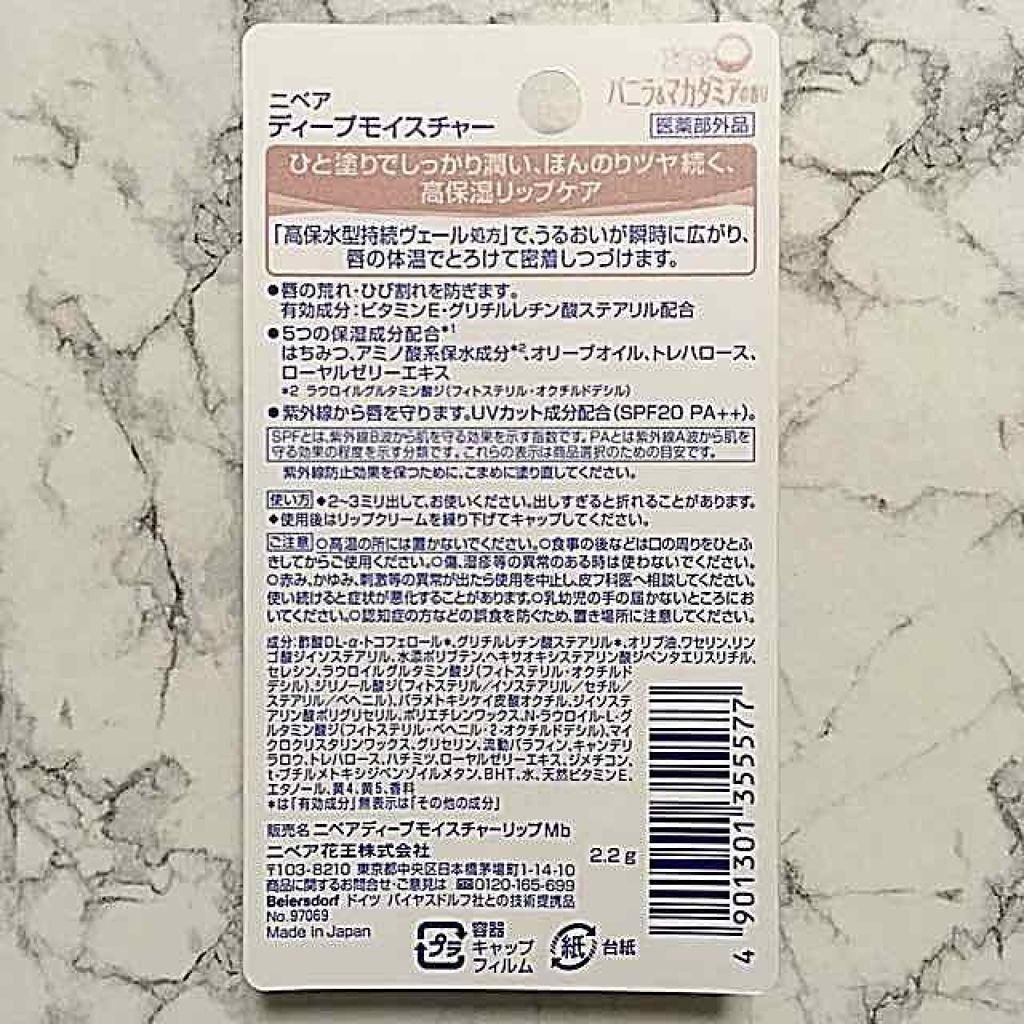 バニラ&マカダミアの香り
ニベア
ディープモイスチャー
医薬部外品
ひと塗りでしっかり潤い、ほんのりツヤ続く、
高保湿リップケア
「高保水型持続ヴェール処方」で、うるおいが瞬時に広がり、
唇の体温でとろけて密着しつづけます。
●唇の荒れ・ひび割れを防ぎます。
有効成分:ビタミンE・グリチルレチン酸ステアリル配合
●5つの保湿成分配合*1
はちみつ、アミノ酸系保水成分*2、オリーブオイル、トレハロース、
ローヤルゼリーエキス
*2 ラウロイルグルタミン酸ジ(フィトステリル・オクチルドデシル)
●紫外線から唇を守ります。UVカット成分配合(SPF20 PA++)。
SPFとは、紫外線B波から肌を守る効果を示す指数です。PAとは紫外線A波から肌を
守る効果の程度を示す分類です。これらの表示は商品選択のための目安です。
紫外線防止効果を保つために、こまめに塗り直してください。
使い方 ◆2~3ミリ出して、お使いください。出しすぎると折れることがあります。
◆使用後はリップクリームを繰り下げてキャップしてください。
ご注意 ○高温の所には置かないでください。○食事の後などは口の周りをひとふ
きしてからご使用ください。○傷、湿疹等の異常のある時は使わないでください。
○赤み、かゆみ、刺激等の異常が出たら使用を中止し、皮フ科医へ相談してください。
使い続けると症状が悪化することがあります。○乳幼児の手の届かないところにお
いてください。○認知症の方などの誤食を防ぐため、置き場所に注意してください。
成分:酢酸DL-α-トコフェロール*、グリチルレチン酸ステアリル*、オリブ油、ワセリン、リン
ゴ酸ジイソステアリル、水添ポリブテン、ヘキサオキシステアリン酸ジペンタエリスリチル、
セレシン、ラウロイルグルタミン酸ジ(フィトステリル・オクチルド
デシル)、ジリノール酸ジ(フィトステリル/イソステアリル/セチル/
ステアリル/ベヘニル)、パラメトキシケイ皮酸オクチル、ジイソステ
アリン酸ポリグリセリル、ポリエチレンワックス、N-ラウロイル-L-グ
ルタミン酸ジ(フィトステリル・ベヘニル・2-オクチルドデシル)、マイ
クロクリスタリンワックス、グリセリン、流動パラフィン、キャンデリ
ラロウ、トレハロース、ハチミツ、ローヤルゼリーエキス、ジメチコン、
t-ブチルメトキシジベンゾイルメタン、BHT、水、天然ビタミンE、
エタノール、黄4、黄5、香料
*は「有効成分」無表示は「その他の成分」
販売名 ニベアディープモイスチャーリップMb
ニベア花王株式会社
2.2g
〒103-8210 東京都中央区日本橋茅場町1-14-10
商品に関するお問合せ・ご意見は 0120-165-699
Beiersdorf ドイツ バイヤスドルフ社との技術提携品
No.97069
Made in Japan
プラ
容器
キャップ
フィルム
紙
台紙
4 901301 355577